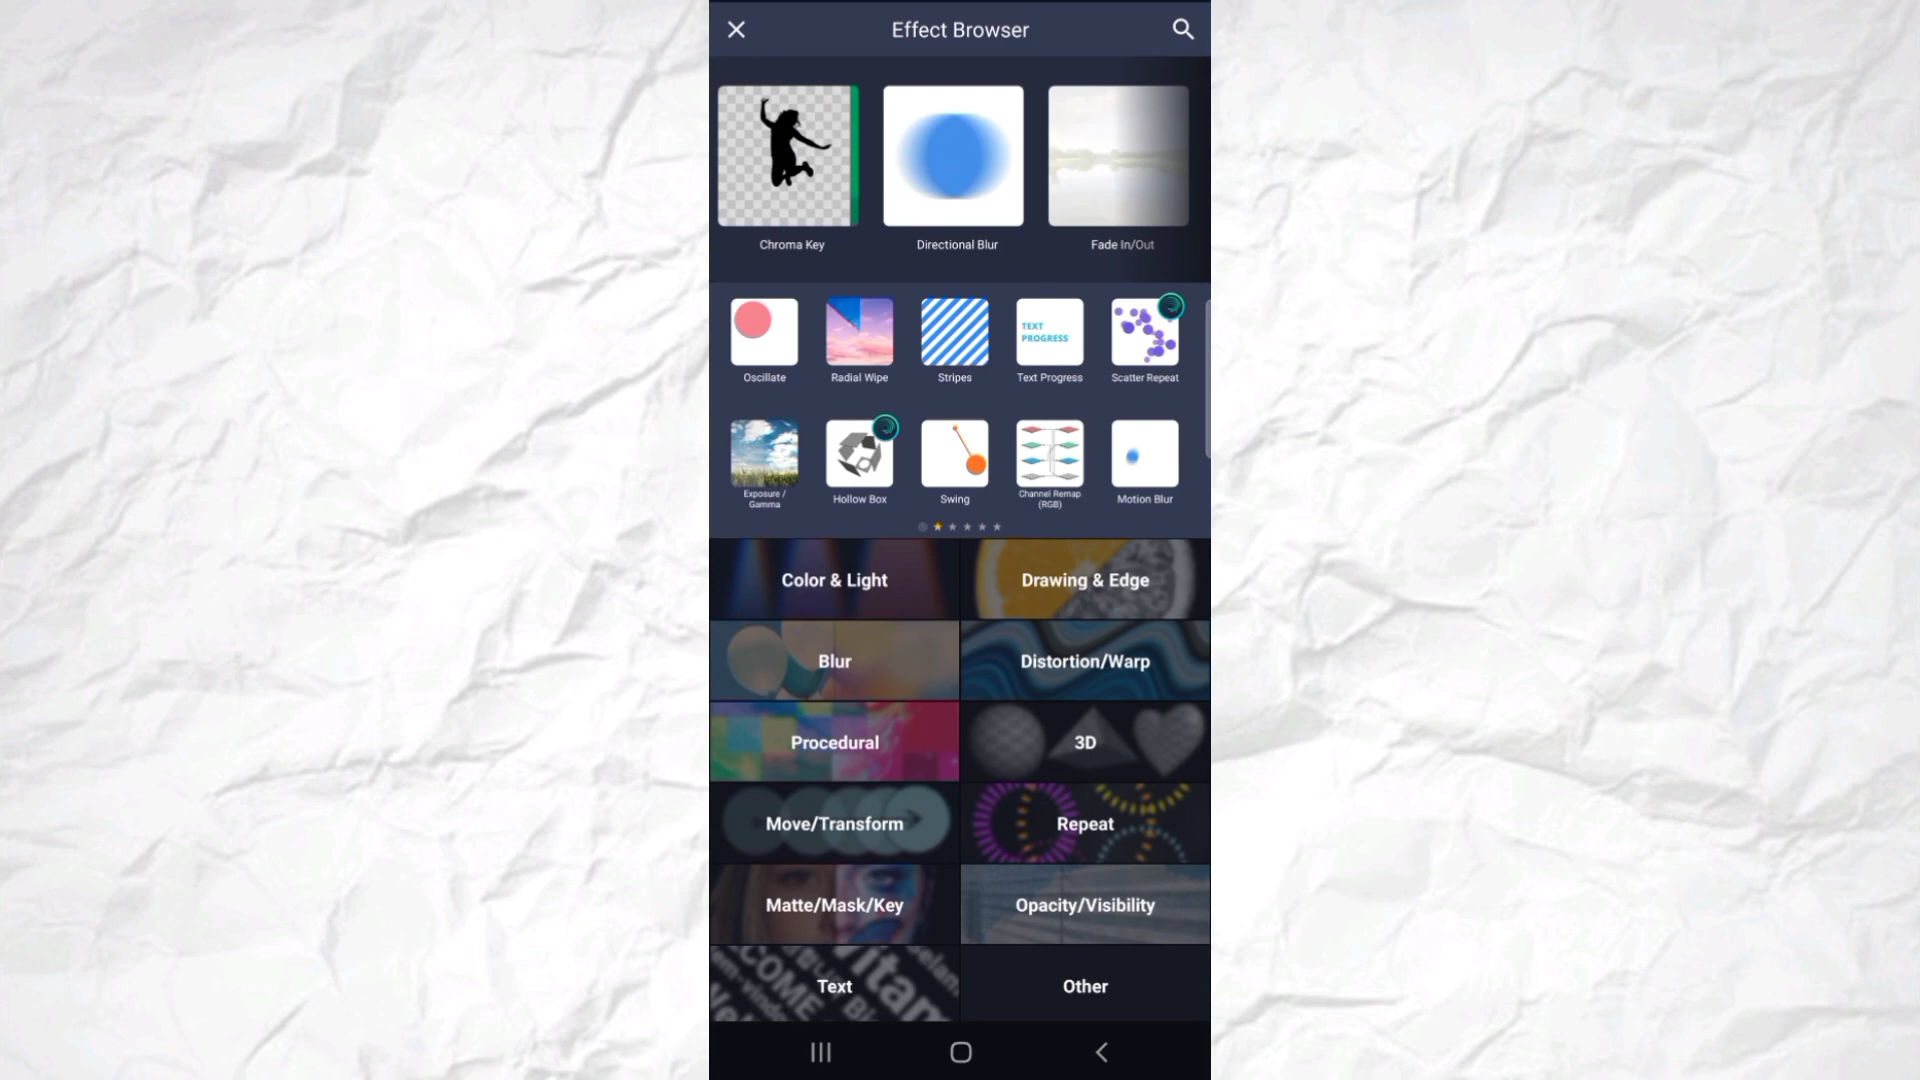 Effect Browser
Chroma Key
Directional Blur
Fade In/Out
TEXT
PROGRESS
Oscillate
Radial Wipe
Stripes
Text Progress
Scatter Repeat
Exposure /
Gamma
Hollow Box
Swing
Channel Remap
(RGB)
Motion Blur
Color & Light
Drawing & Edge
Blur
Distortion/Warp
Procedural
3D
Move/Transform
Repeat
Matte/Mask/Key
Opacity/Visibility
COME
Vitam
Text
Other